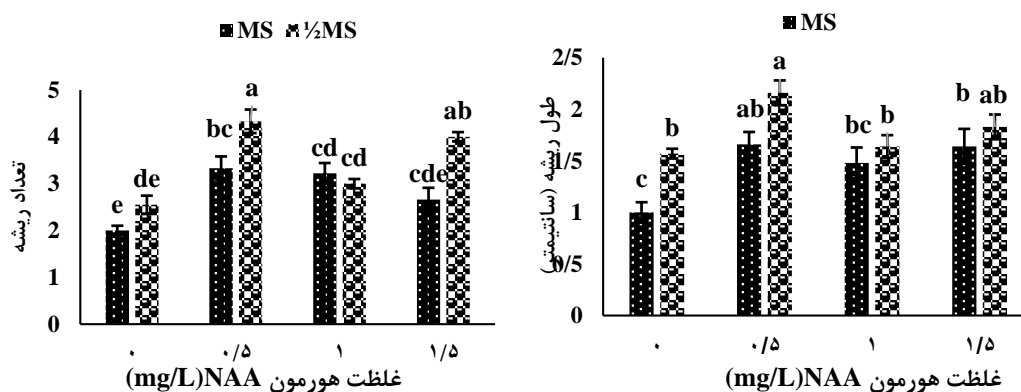 MS ½MS
تعداد ریشه
5
4
3
2
1
0
e de bc a cd cd cde ab
۰ ۰/۵ ۱ ۱/۵
غلظت هورمون NAA(mg/L)
MS
طول ریشه (سانتیمتر)
2/5
2
1/5
1
0/5
0
c b ab a bc b b ab
۰ ۰/۵ ۱ ۱/۵
غلظت هورمون NAA(mg/L)